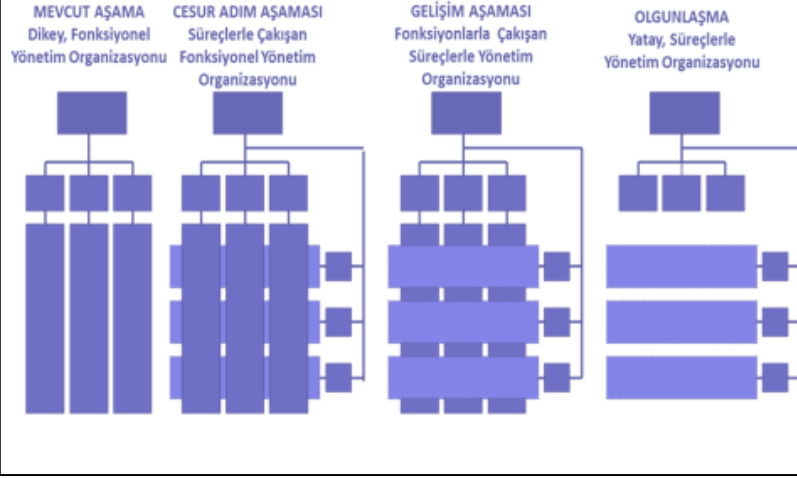 MEVCUT AŞAMA
Dikey, Fonksiyonel
Yönetim Organizasyonu
CESUR ADIM AŞAMASI
Süreçlerle Çakışan
Fonksiyonel Yönetim
Organizasyonu
GELİŞİM AŞAMASI
Fonksiyonlarla Çakışan
Süreçlerle Yönetim
Organizasyonu
OLGUNLAŞMA
Yatay, Süreçlerle
Yönetim Organizasyonu